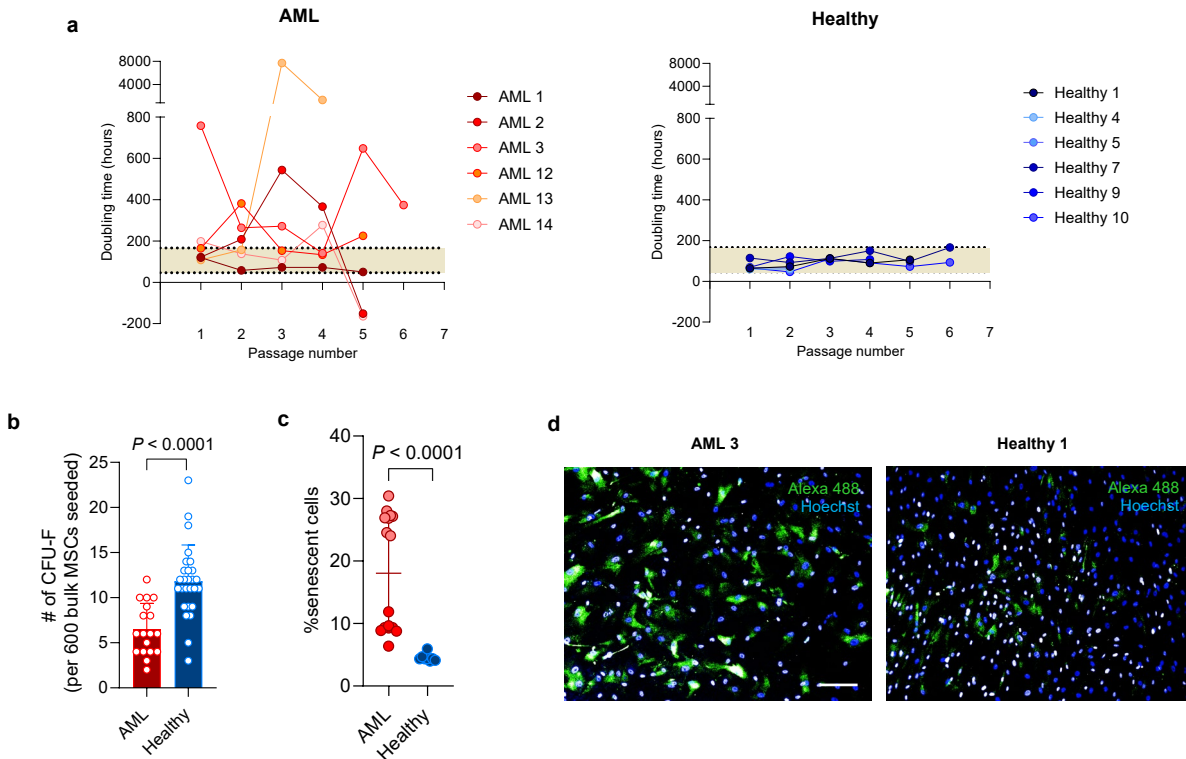 a
AML
Healthy
8000
4000
800
600
400
200
0
-200
Doubling time (hours)
1 2 3 4 5 6 7
Passage number
AML 1
AML 2
AML 3
AML 12
AML 13
AML 14
8000
4000
800
600
400
200
0
-200
Doubling time (hours)
1 2 3 4 5 6 7
Passage number
Healthy 1
Healthy 4
Healthy 5
Healthy 7
Healthy 9
Healthy 10
b
P < 0.0001
25
20
15
10
5
0
# of CFU-F
(per 600 bulk MSCs seeded)
AML
Healthy
c
P < 0.0001
40
30
20
10
0
%senescent cells
AML
Healthy
d
AML 3
Healthy 1
Alexa 488
Hoechst
Alexa 488
Hoechst